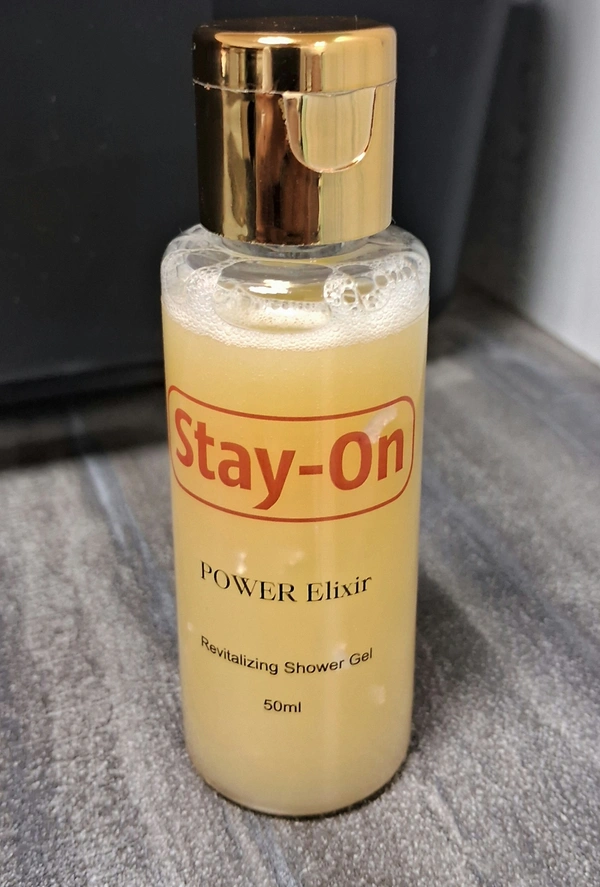 Stay-On
POWER Elixir
Revitalizing Shower Gel
50ml